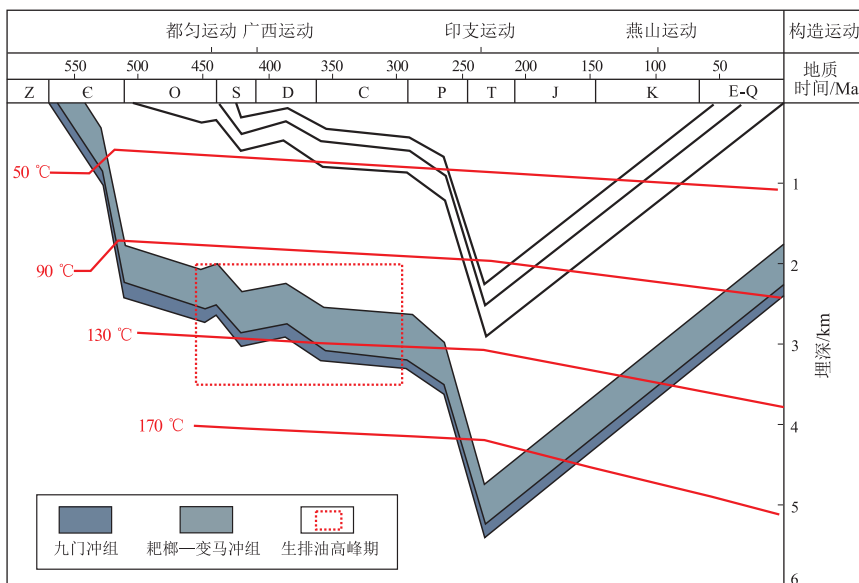 都匀运动 广西运动 印支运动 燕山运动 构造运动
550 500 450 400 350 300 250 200 150 100 50 地质
时间/Ma
Z Є O S D C P T J K E-Q
50 ℃
90 ℃
130 ℃
170 ℃
1
2
3
4
5
6
埋深/km
九门冲组 耙榔—变马冲组 生排油高峰期